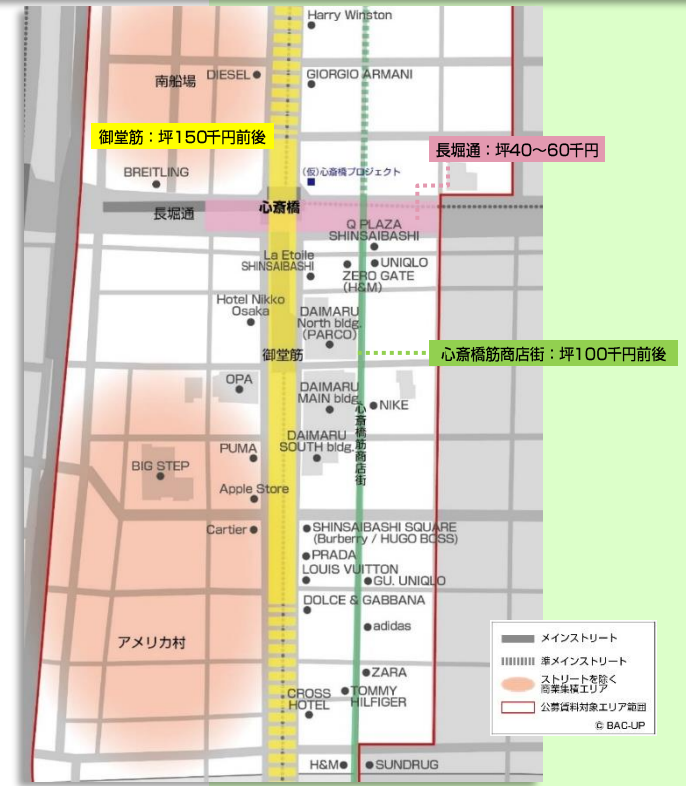 Harry Winston
南船場
DIESEL
GIORGIO ARMANI
御堂筋：坪150千円前後
長堀通：坪40～60千円
BREITLING
（仮）心斎橋プロジェクト
長堀通
心斎橋
Q PLAZA
SHINSAIBASHI
La Etoile
SHINSAIBASHI
UNIQLO
ZERO GATE
(H&M)
Hotel Nikko
Osaka
DAIMARU
North bldg.
(PARCO)
御堂筋
心斎橋筋商店街：坪100千円前後
OPA
DAIMARU
MAIN bldg.
NIKE
心斎橋筋商店街
DAIMARU
SOUTH bldg.
PUMA
BIG STEP
Apple Store
Cartier
SHINSAIBASHI SQUARE
(Burberry / HUGO BOSS)
PRADA
LOUIS VUITTON
GU. UNIQLO
DOLCE & GABBANA
adidas
アメリカ村
ZARA
CROSS
HOTEL
TOMMY
HILFIGER
H&M
SUNDRUG
メインストリート
準メインストリート
ストリートを除く
商業集積エリア
公募賃料対象エリア範囲
© BAC-UP